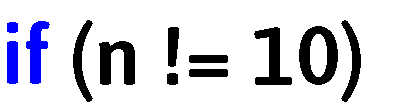 if (n != 10)